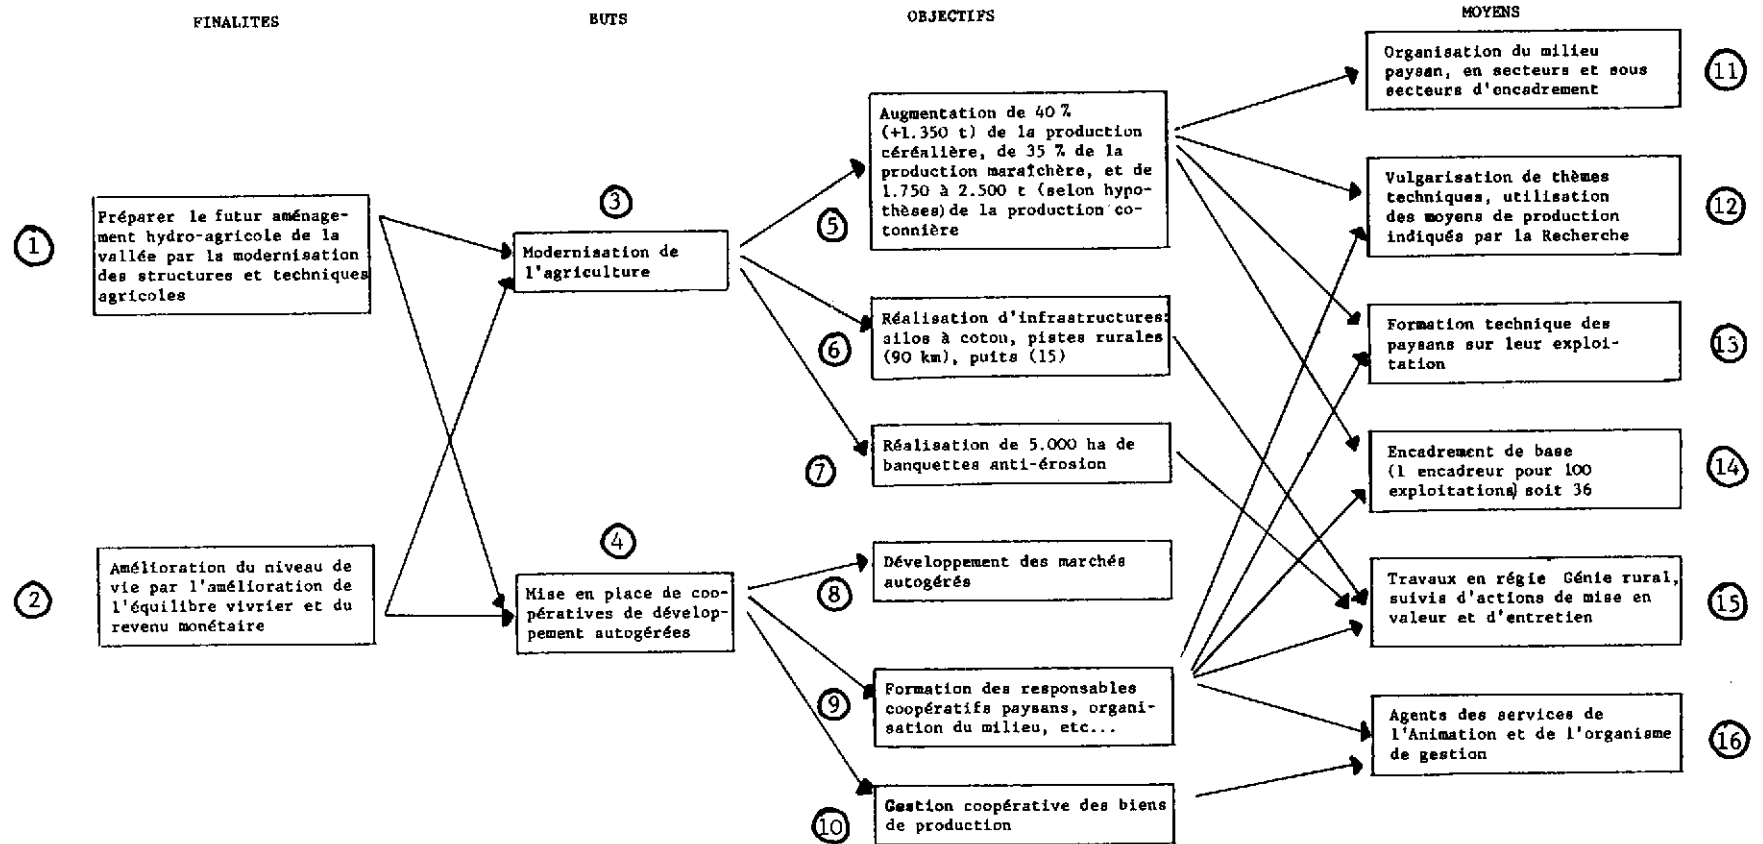 FINALITES
BUTS
OBJECTIFS
MOYENS
1
Préparer le futur aménage-
ment hydro-agricole de la
vallée par la modernisation
des structures et techniques
agricoles
2
Amélioration du niveau de
vie par l'amélioration de
l'équilibre vivrier et du
revenu monétaire
3
Modernisation de
l'agriculture
4
Mise en place de coo-
pératives de dévelop-
pement autogérées
5
Augmentation de 40 %
(+1.350 t) de la production
céréalière, de 35 % de la
production maraîchère, et de
1.750 à 2.500 t (selon hypo-
thèses) de la production co-
tonnière
6
Réalisation d'infrastructures:
silos à coton, pistes rurales
(90 km), puits (15)
7
Réalisation de 5.000 ha de
banquettes anti-érosion
8
Développement des marchés
autogérés
9
Formation des responsables
coopératifs paysans, organi-
sation du milieu, etc...
10
Gestion coopérative des biens
de production
11
Organisation du milieu
paysan, en secteurs et sous
secteurs d'encadrement
12
Vulgarisation de thèmes
techniques, utilisation
des moyens de production
indiqués par la Recherche
13
Formation technique des
paysans sur leur exploi-
tation
14
Encadrement de base
(1 encadreur pour 100
exploitations) soit 36
15
Travaux en régie Génie rural,
suivis d'actions de mise en
valeur et d'entretien
16
Agents des services de
l'Animation et de l'organisme
de gestion